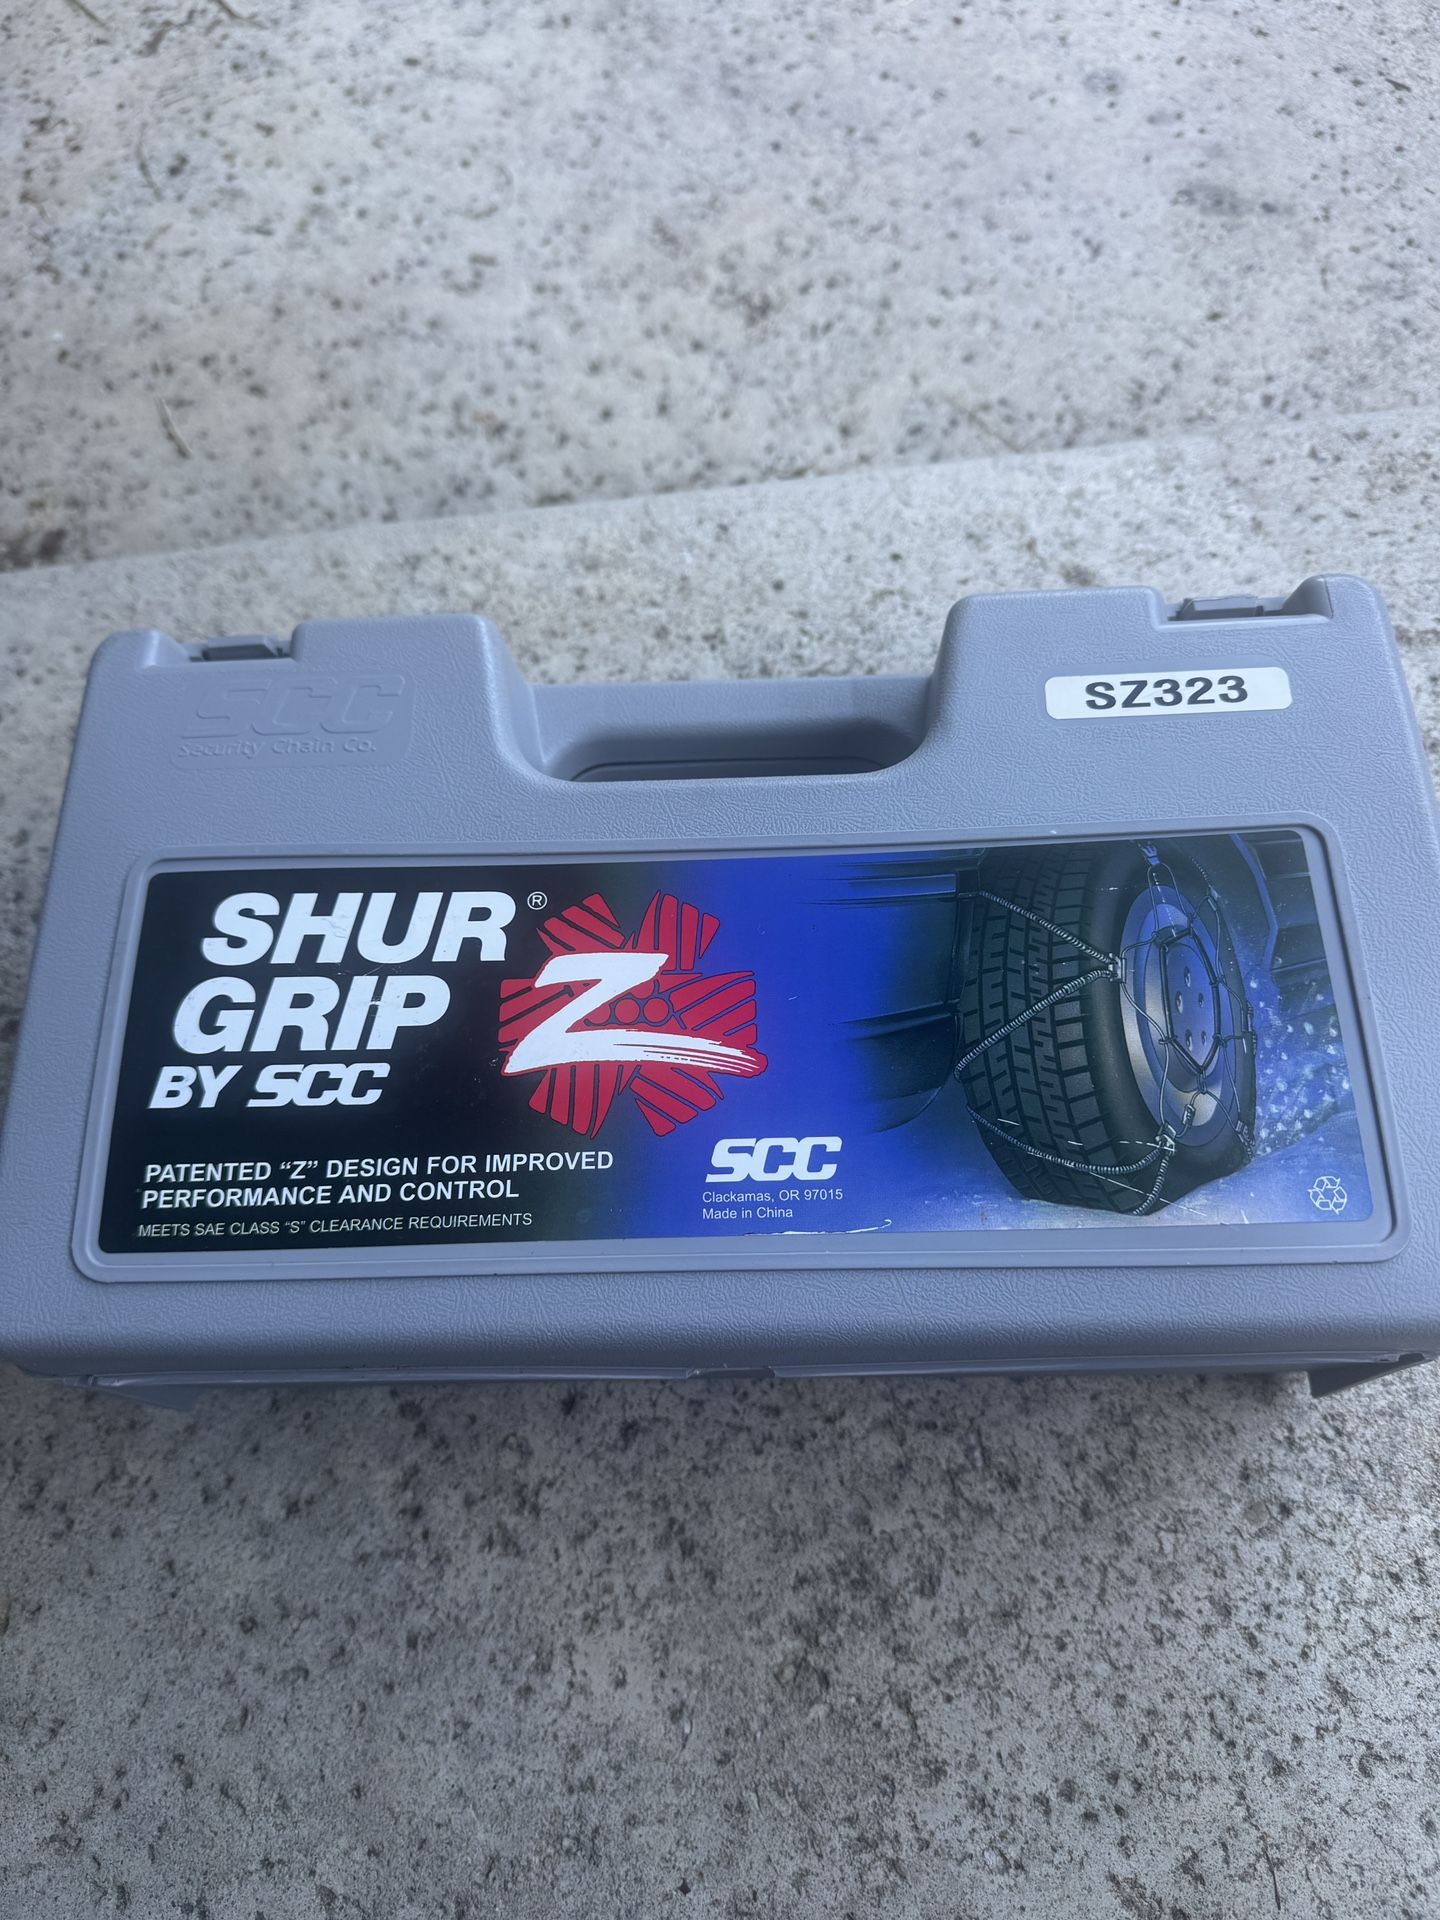 SCC
Security Chain Co.
SZ323
SHUR®
GRIP Z
BY SCC
PATENTED “Z” DESIGN FOR IMPROVED
PERFORMANCE AND CONTROL
MEETS SAE CLASS “S” CLEARANCE REQUIREMENTS
SCC
Clackamas, OR 97015
Made in China